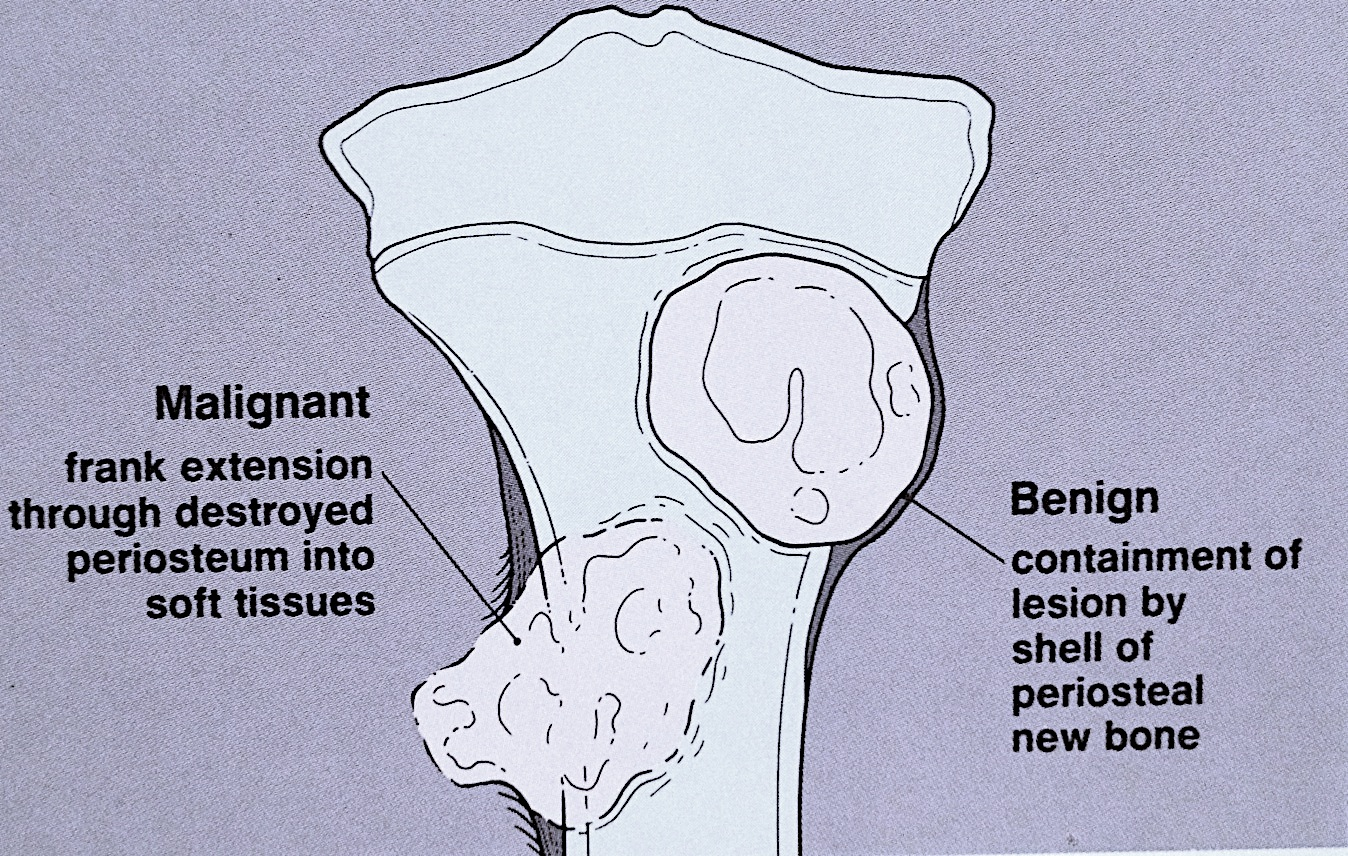 Malignant
frank extension
through destroyed
periosteum into
soft tissues
Benign
containment of
lesion by
shell of
periosteal
new bone